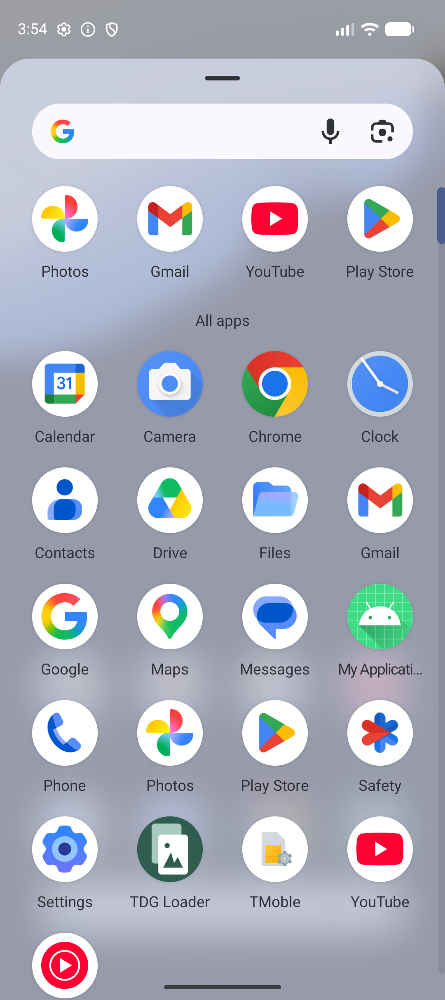 3:54
Photos Gmail YouTube Play Store
All apps
31
Calendar Camera Chrome Clock
Contacts Drive Files Gmail
Google Maps Messages My Applicati...
Phone Photos Play Store Safety
Settings TDG Loader TMoble YouTube